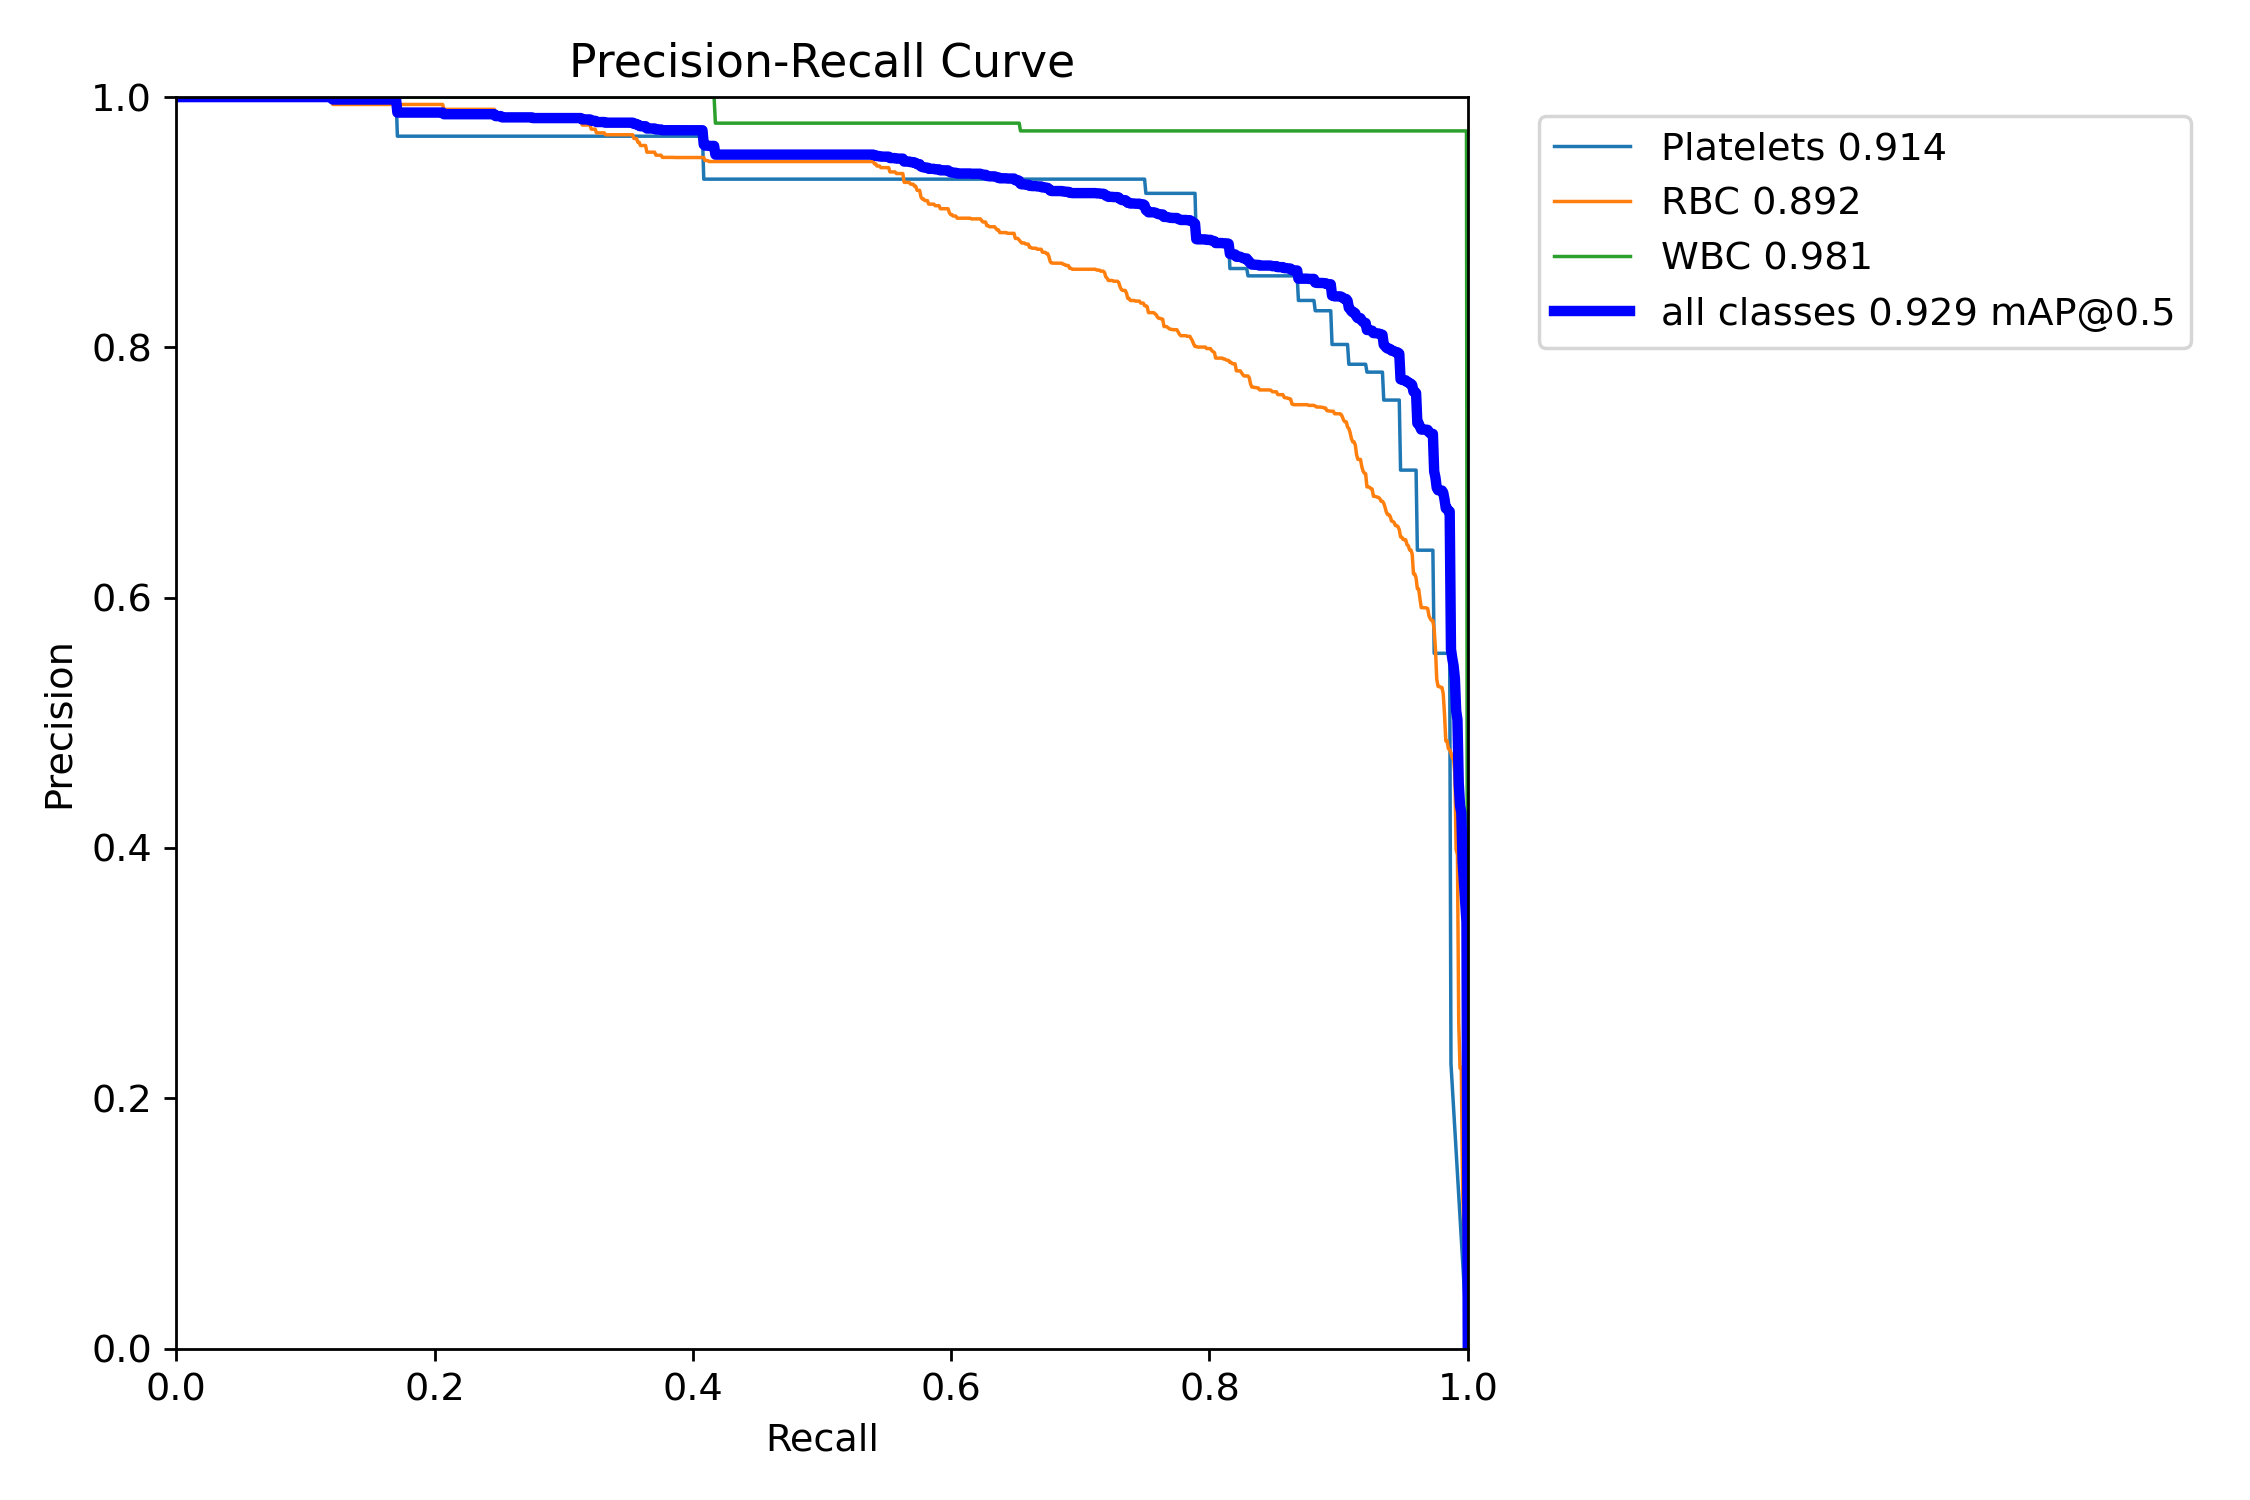 Precision-Recall Curve
1.0
0.8
0.6
0.4
0.2
0.0
Precision
0.0 0.2 0.4 0.6 0.8 1.0
Recall
Platelets 0.914
RBC 0.892
WBC 0.981
all classes 0.929 mAP@0.5